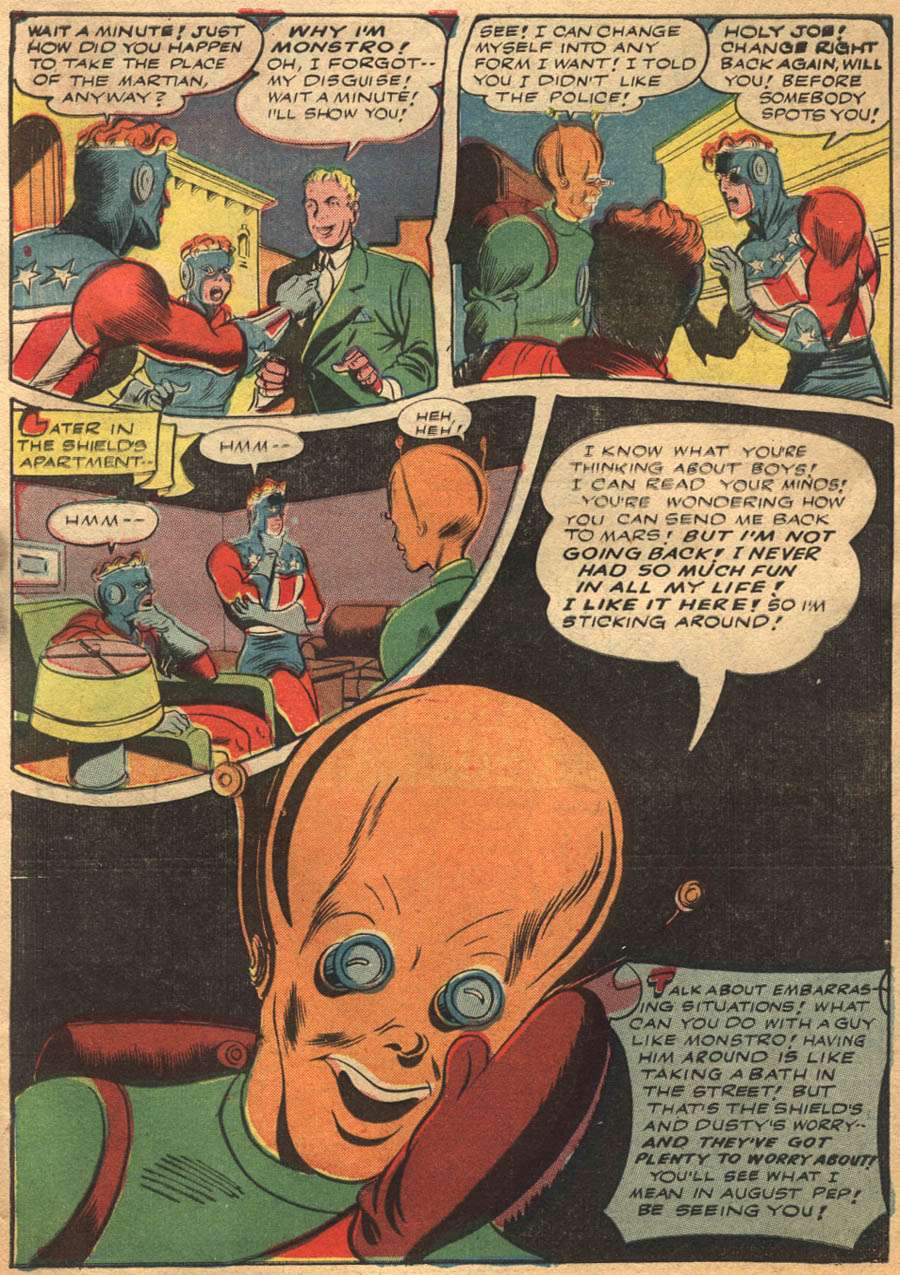 WAIT A MINUTE! JUST
HOW DID YOU HAPPEN
TO TAKE THE PLACE
OF THE MARTIAN,
ANYWAY?
WHY I'M
MONSTRO!
OH, I FORGOT--
MY DISGUISE!
WAIT A MINUTE!
I'LL SHOW YOU!
SEE! I CAN CHANGE
MYSELF INTO ANY
FORM I WANT! I TOLD
YOU I DIDN'T LIKE
THE POLICE!
HOLY JOE!
CHANGE RIGHT
BACK AGAIN, WILL
YOU! BEFORE
SOMEBODY
SPOTS YOU!
LATER IN
THE SHIELD'S
APARTMENT--
HMM--
HMM--
HEH,
HEH!
I KNOW WHAT YOU'RE
THINKING ABOUT BOYS!
I CAN READ YOUR MINDS!
YOU'RE WONDERING HOW
YOU CAN SEND ME BACK
TO MARS! BUT I'M NOT
GOING BACK! I NEVER
HAD SO MUCH FUN
IN ALL MY LIFE!
I LIKE IT HERE! SO I'M
STICKING AROUND!
TALK ABOUT EMBARRAS-
ING SITUATIONS! WHAT
CAN YOU DO WITH A GUY
LIKE MONSTRO! HAVING
HIM AROUND IS LIKE
TAKING A BATH IN
THE STREET! BUT
THAT'S THE SHIELD'S
AND DUSTY'S WORRY--
AND THEY'VE GOT
PLENTY TO WORRY ABOUT!
YOU'LL SEE WHAT I
MEAN IN AUGUST PEP!
BE SEEING YOU!